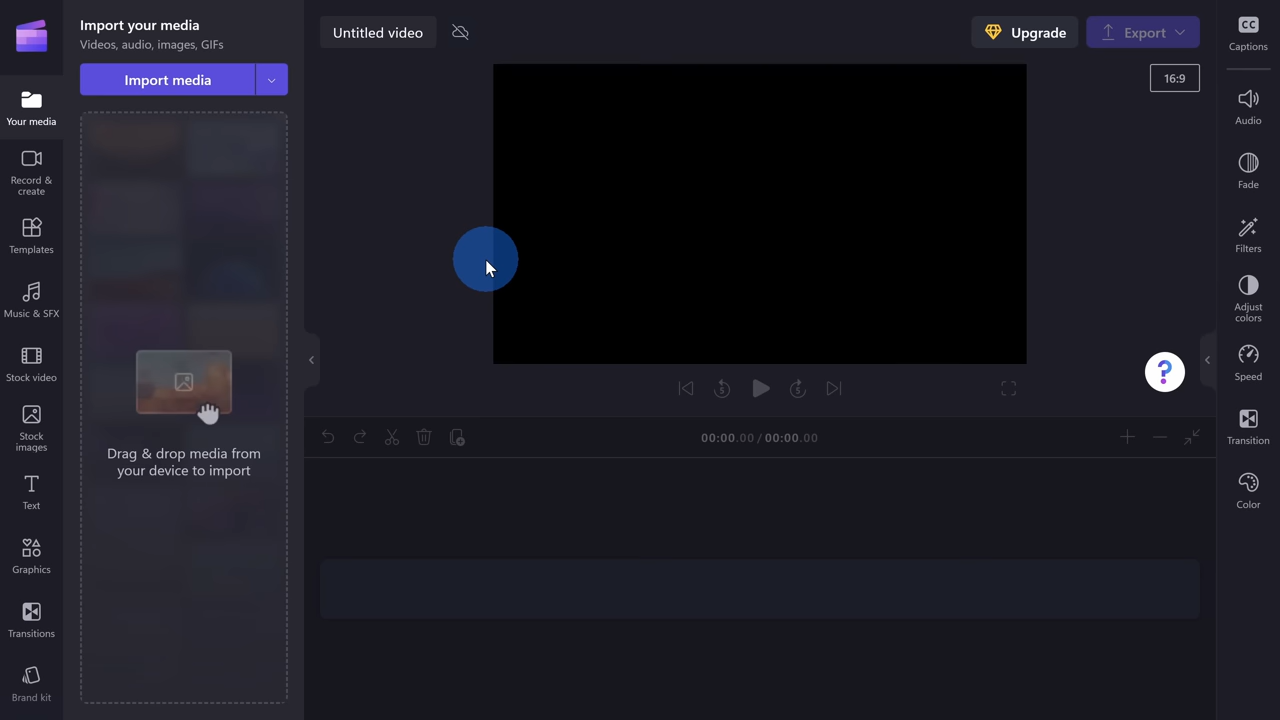 Import your media
Videos, audio, images, GIFs
Import media
Your media
Record &
create
Templates
Music & SFX
Stock video
Stock
images
Text
Graphics
Transitions
Brand kit
Drag & drop media from
your device to import
Untitled video
Upgrade
Export
16:9
?
5
5
00:00.00 / 00:00.00
CC
Captions
Audio
Fade
Filters
Adjust
colors
Speed
Transition
Color